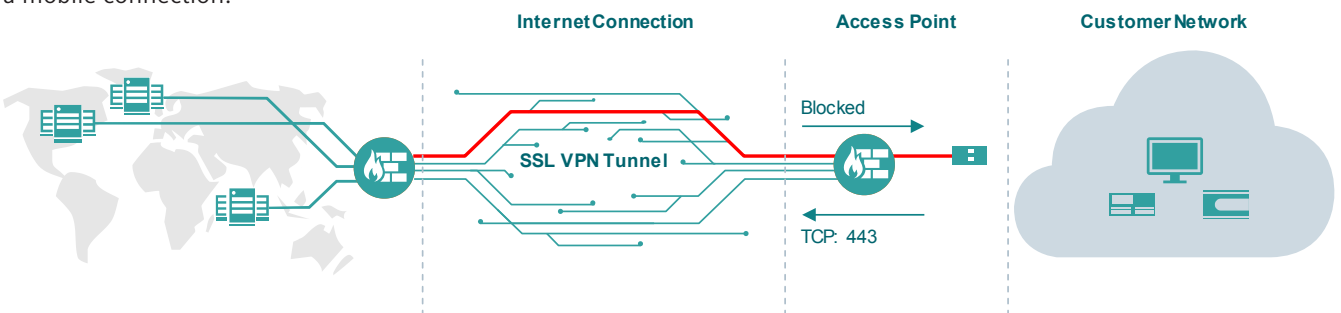 a mobile connection.
Internet Connection
Access Point
Customer Network
Blocked
SSL VPN Tunnel
TCP: 443